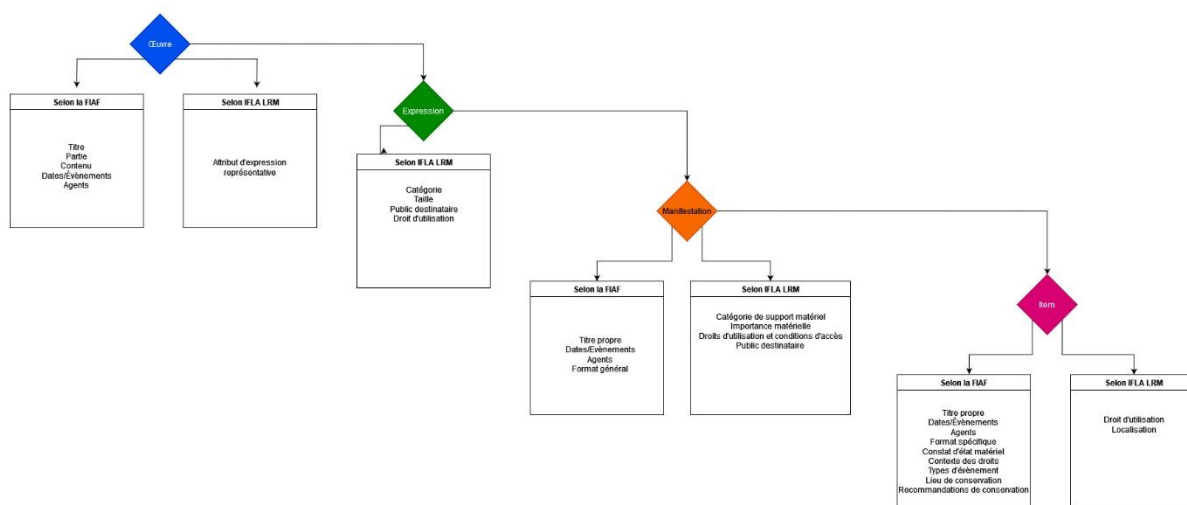 Œuvre
Selon la FIAF
Titre
Partie
Contenu
Dates/Évènements
Agents
Selon IFLA LRM
Attribut d'expression
représentative
Expression
Selon IFLA LRM
Catégorie
Taille
Public destinataire
Droit d'utilisation
Manifestation
Selon la FIAF
Titre propre
Dates/Évènements
Agents
Format général
Selon IFLA LRM
Catégorie de support matériel
Importance matérielle
Droits d'utilisation et conditions d'accès
Public destinataire
Item
Selon la FIAF
Titre propre
Dates/Évènements
Agents
Format spécifique
Constat d'état matériel
Contexte des droits
Types d'évènement
Lieu de conservation
Recommandations de conservation
Selon IFLA LRM
Droit d'utilisation
Localisation